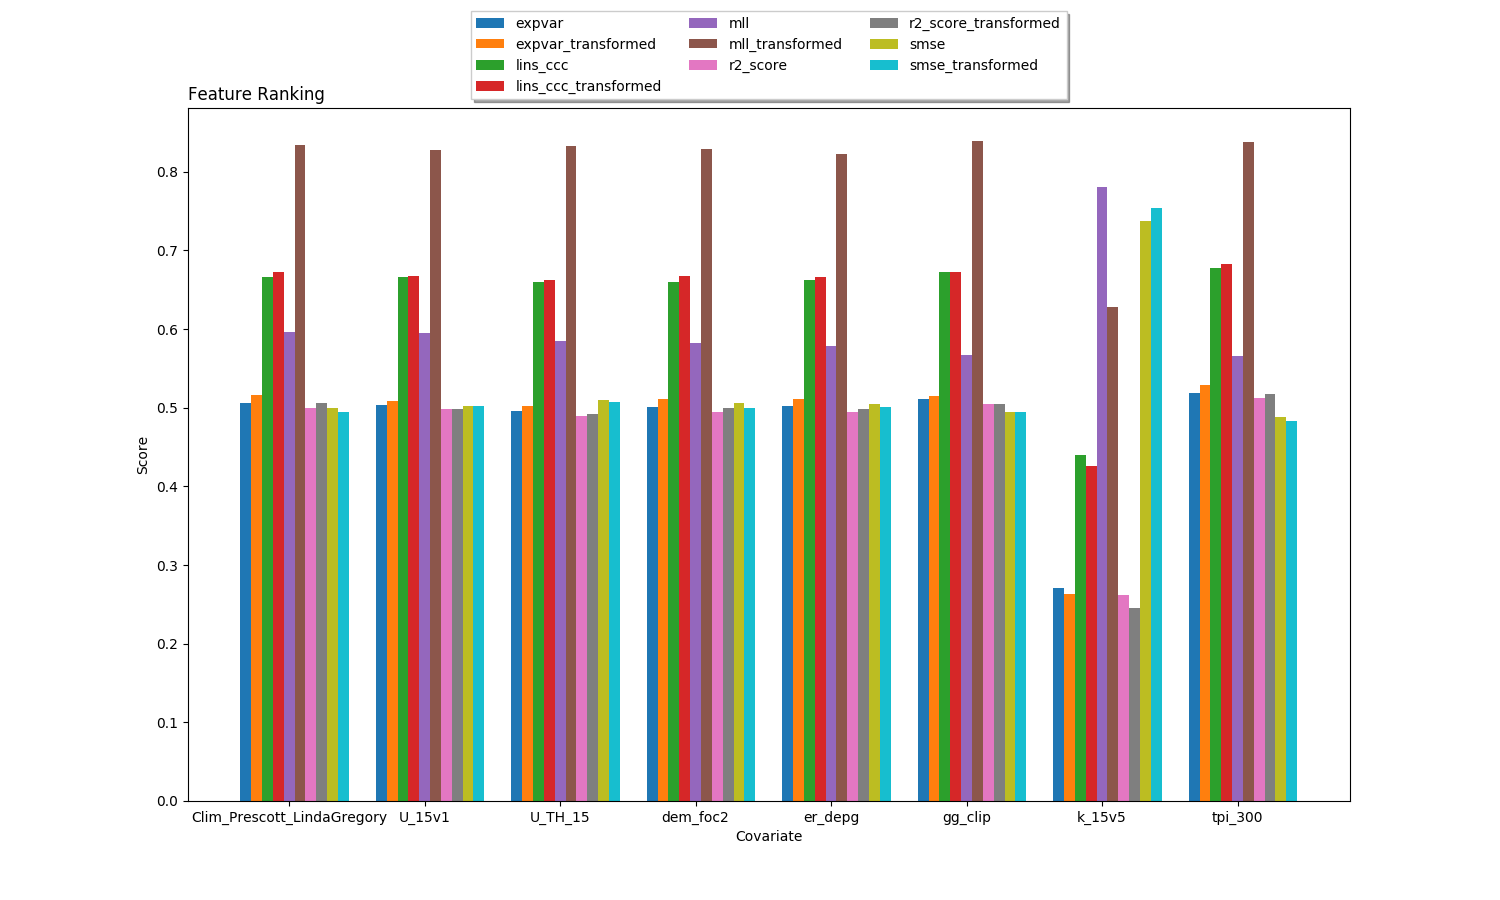 expvar
expvar_transformed
lins_ccc
lins_ccc_transformed
mll
mll_transformed
r2_score
r2_score_transformed
smse
smse_transformed
Feature Ranking
0.8
0.7
0.6
0.5
0.4
0.3
0.2
0.1
0.0
Score
Clim_Prescott_LindaGregory U_15v1 U_TH_15 dem_foc2 er_depg gg_clip k_15v5 tpi_300
Covariate